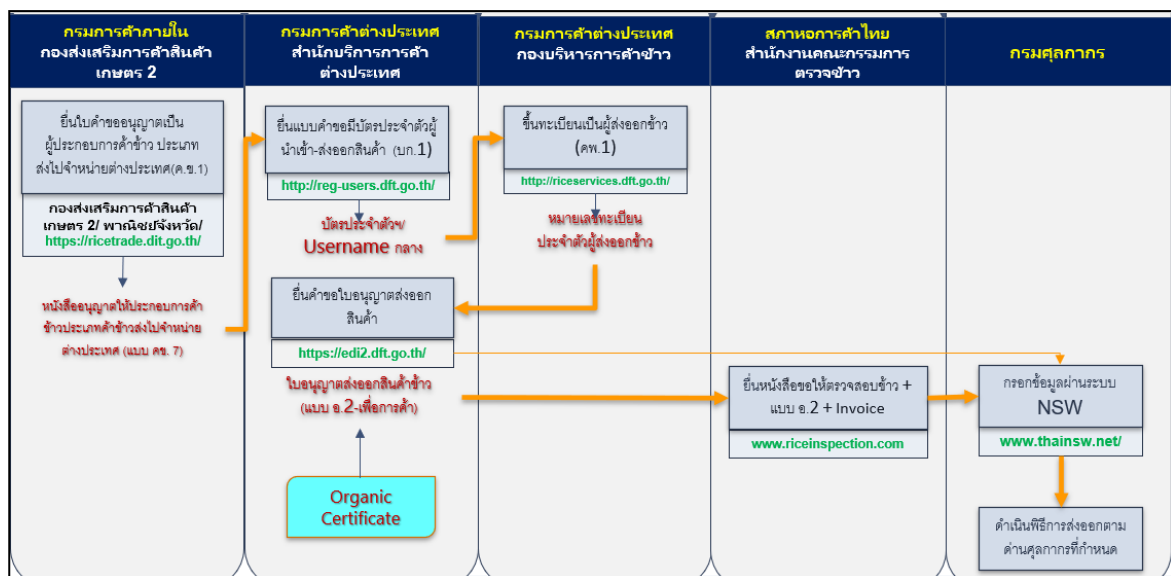 กรมการค้าภายใน
กองส่งเสริมการค้าสินค้า
เกษตร 2
กรมการค้าต่างประเทศ
สำนักบริการการค้า
ต่างประเทศ
กรมการค้าต่างประเทศ
กองบริหารการค้าข้าว
สภาหอการค้าไทย
สำนักงานคณะกรรมการ
ตรวจข้าว
กรมศุลกากร
ยื่นใบคำขออนุญาตเป็น
ผู้ประกอบการค้าข้าว ประเภท
ส่งไปจำหน่ายต่างประเทศ(ค.ข.1)
กองส่งเสริมการค้าสินค้า
เกษตร 2/ พาณิชย์จังหวัด/
https://ricetrade.dit.go.th/
หนังสืออนุญาตให้ประกอบการค้า
ข้าวประเภทค้าข้าวส่งไปจำหน่าย
ต่างประเทศ (แบบ คข. 7)
ยื่นแบบคำขอมีบัตรประจำตัวผู้
นำเข้า-ส่งออกสินค้า (บก.1)
http://reg-users.dft.go.th/
บัตรประจำตัวฯ/
Username กลาง
ขึ้นทะเบียนเป็นผู้ส่งออกข้าว
(คพ.1)
http://riceservices.dft.go.th/
หมายเลขทะเบียน
ประจำตัวผู้ส่งออกข้าว
ยื่นคำขอใบอนุญาตส่งออก
สินค้า
https://edi2.dft.go.th/
ใบอนุญาตส่งออกสินค้าข้าว
(แบบ อ.2-เพื่อการค้า)
Organic
Certificate
ยื่นหนังสือขอให้ตรวจสอบข้าว +
แบบ อ.2 + Invoice
www.riceinspection.com
กรอกข้อมูลผ่านระบบ
NSW
www.thainsw.net/
ดำเนินพิธีการส่งออกตาม
ด่านศุลกากรที่กำหนด